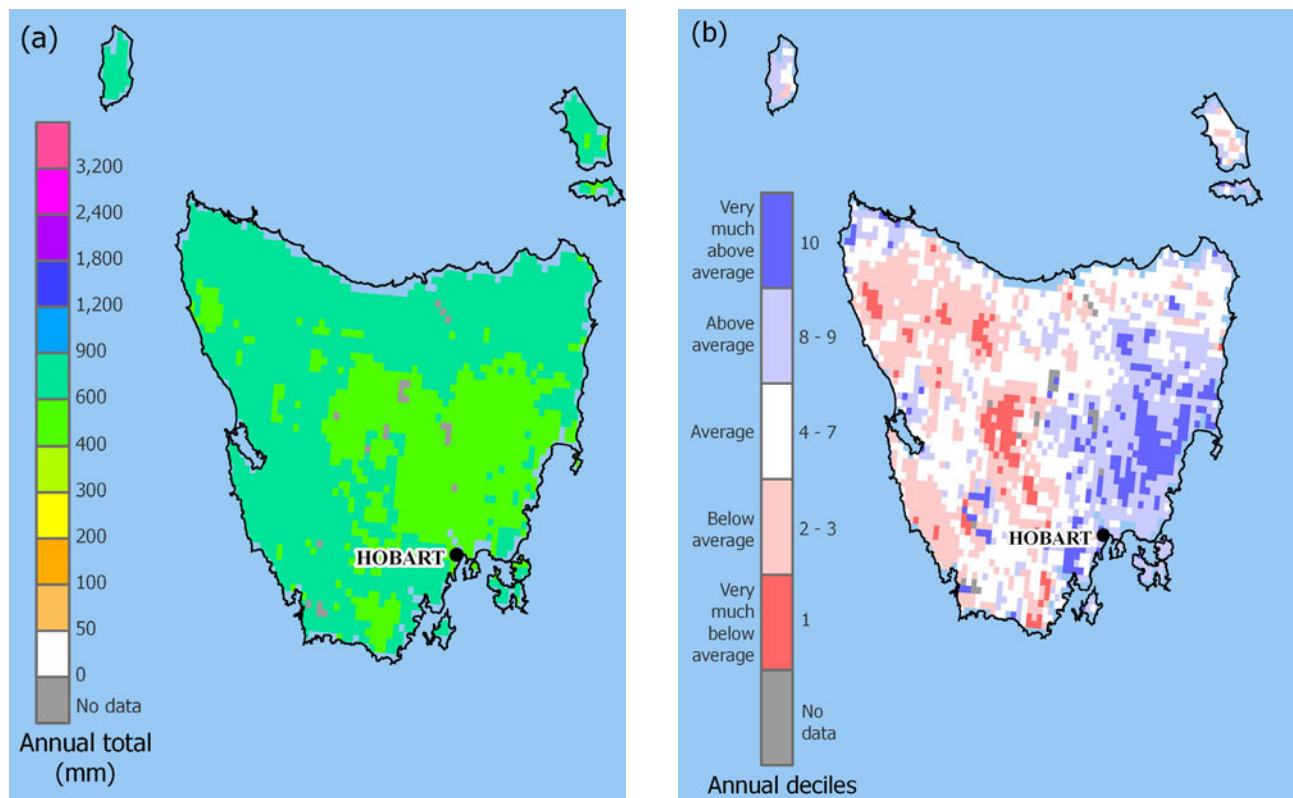 (a)
3,200
2,400
1,800
1,200
900
600
400
300
200
100
50
0
No data
Annual total
(mm)
HOBART
(b)
Very
much
above
average
10
Above
average
8 - 9
Average
4 - 7
Below
average
2 - 3
Very
much
below
average
1
No
data
Annual deciles
HOBART